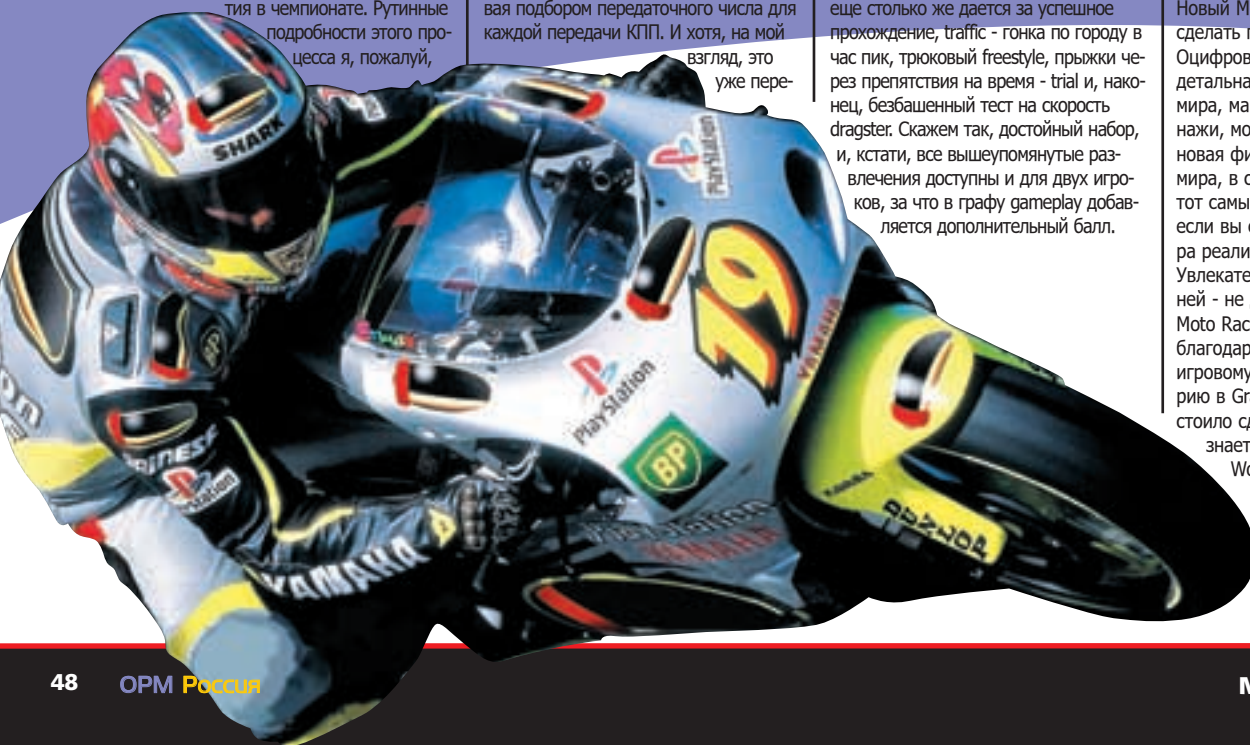 тия в чемпионате. Рутинные
подробности этого про-
цесса я, пожалуй,
вая подбором передаточного числа для
каждой передачи КПП. И хотя, на мой
взгляд, это
уже пере-
еще столько же дается за успешное
прохождение, traffic - гонка по городу в
час пик, трюковый freestyle, прыжки че-
рез препятствия на время - trial и, нако-
нец, безбашенный тест на скорость
dragster. Скажем так, достойный набор,
и, кстати, все вышеупомянутые раз-
влечения доступны и для двух игро-
ков, за что в графу gameplay добав-
ляется дополнительный балл.
Новый M
сделать
Оцифров
детальна
мира, ма
нажи, мо
новая фи
мира, в с
тот самы
если вы
ра реали
Увлекате
ней - не
Moto Rac
благодар
игровому
рию в Gr
стоило сд
знает
Wo
SHARK
PlayStation
19
YAMAHA
BP
PlayStation
BP
PlayStation
YAMAHA
YAMAHA
DUNLOP
48 ОРМ Россия